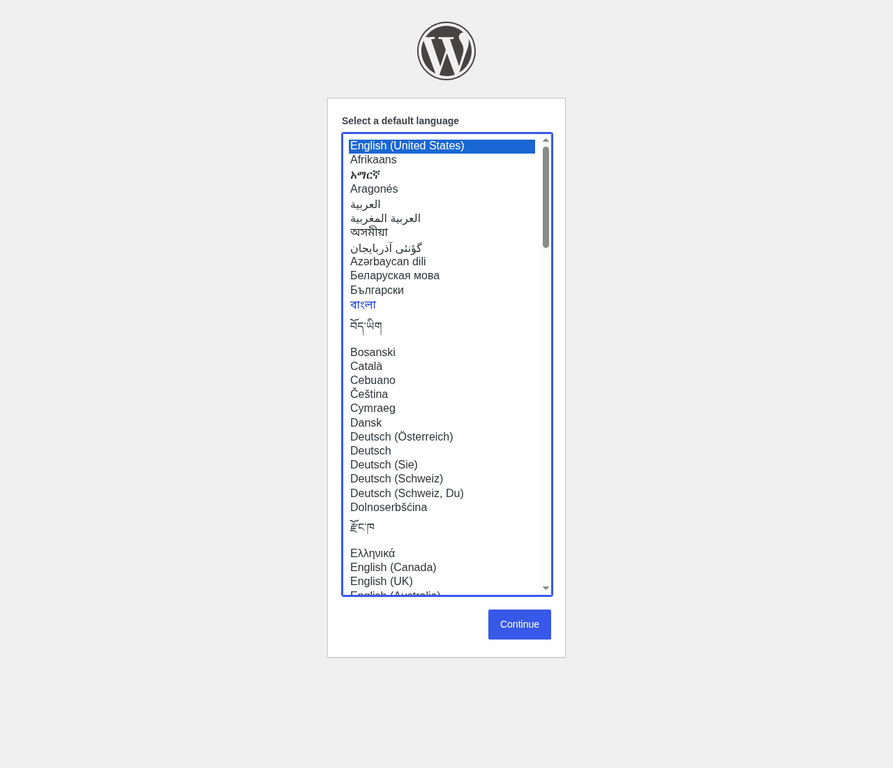 Select a default language
English (United States)
Afrikaans
አማርኛ
Aragonés
العربية
العربية المغربية
অসমীয়া
گؤنئی آذربایجان
Azərbaycan dili
Беларуская мова
Български
বাংলা
བོད་ཡིག
Bosanski
Català
Cebuano
Čeština
Cymraeg
Dansk
Deutsch (Österreich)
Deutsch
Deutsch (Sie)
Deutsch (Schweiz)
Deutsch (Schweiz, Du)
Dolnoserbšćina
རྫོང་ཁ
Ελληνικά
English (Canada)
English (UK)
English (Australia)
Continue